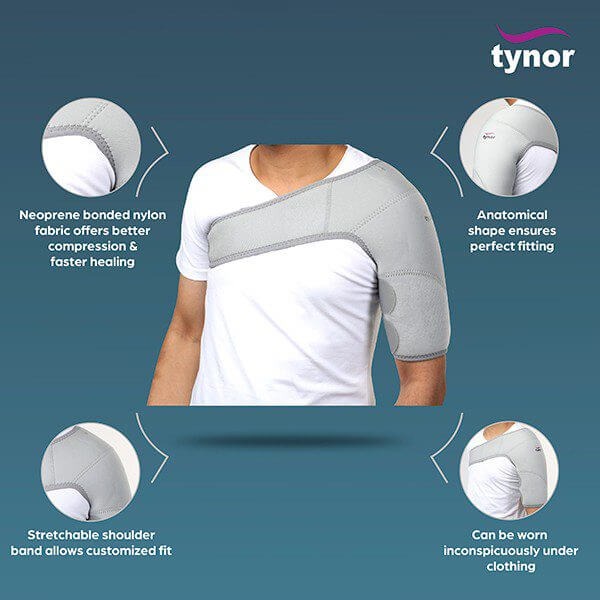 tynor
Neoprene bonded nylon
fabric offers better
compression &
faster healing
Anatomical
shape ensures
perfect fitting
Stretchable shoulder
band allows customized fit
Can be worn
inconspicuously under
clothing